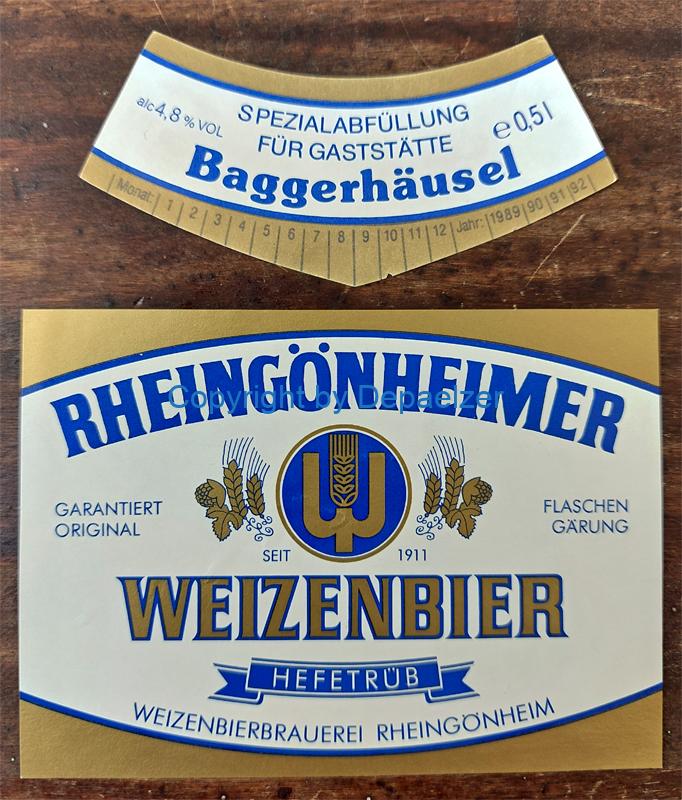 SPEZIALABFÜLLUNG
alc 4,8 % VOL
e 0,5 l
FÜR GASTSTÄTTE
Baggerhäusel
Monat: 1 2 3 4 5 6 7 8 9 10 11 12 Jahr: 1989 90 91 92
RHEINGÖNHEIMER
Copyright by Depaelzer
GARANTIERT
ORIGINAL
FLASCHEN
GÄRUNG
SEIT 1911
WEIZENBIER
HEFETRÜB
WEIZENBIERBRAUEREI RHEINGÖNHEIM